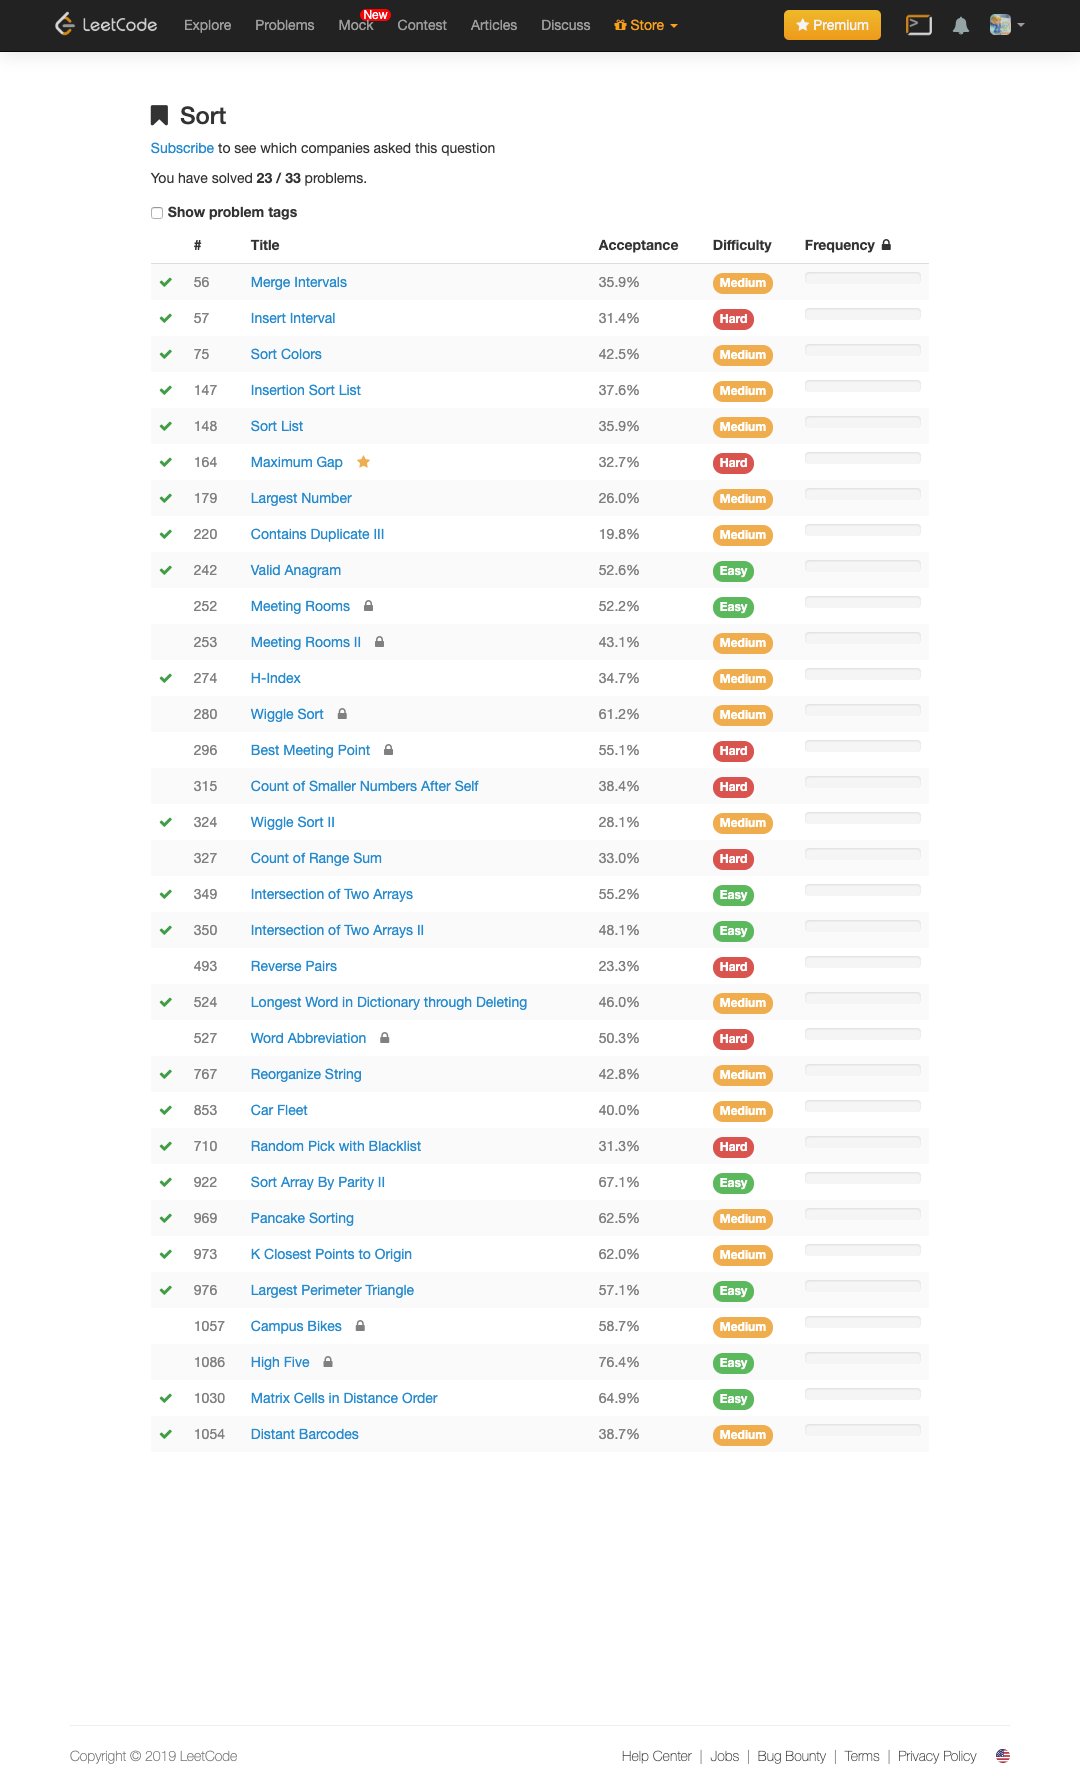 LeetCode Explore Problems Mock New Contest Articles Discuss Store Premium
Sort
Subscribe to see which companies asked this question
You have solved 23 / 33 problems.
Show problem tags
# Title Acceptance Difficulty Frequency
56 Merge Intervals 35.9% Medium
57 Insert Interval 31.4% Hard
75 Sort Colors 42.5% Medium
147 Insertion Sort List 37.6% Medium
148 Sort List 35.9% Medium
164 Maximum Gap 32.7% Hard
179 Largest Number 26.0% Medium
220 Contains Duplicate III 19.8% Medium
242 Valid Anagram 52.6% Easy
252 Meeting Rooms 52.2% Easy
253 Meeting Rooms II 43.1% Medium
274 H-Index 34.7% Medium
280 Wiggle Sort 61.2% Medium
296 Best Meeting Point 55.1% Hard
315 Count of Smaller Numbers After Self 38.4% Hard
324 Wiggle Sort II 28.1% Medium
327 Count of Range Sum 33.0% Hard
349 Intersection of Two Arrays 55.2% Easy
350 Intersection of Two Arrays II 48.1% Easy
493 Reverse Pairs 23.3% Hard
524 Longest Word in Dictionary through Deleting 46.0% Medium
527 Word Abbreviation 50.3% Hard
767 Reorganize String 42.8% Medium
853 Car Fleet 40.0% Medium
710 Random Pick with Blacklist 31.3% Hard
922 Sort Array By Parity II 67.1% Easy
969 Pancake Sorting 62.5% Medium
973 K Closest Points to Origin 62.0% Medium
976 Largest Perimeter Triangle 57.1% Easy
1057 Campus Bikes 58.7% Medium
1086 High Five 76.4% Easy
1030 Matrix Cells in Distance Order 64.9% Easy
1054 Distant Barcodes 38.7% Medium
Copyright © 2019 LeetCode Help Center | Jobs | Bug Bounty | Terms | Privacy Policy